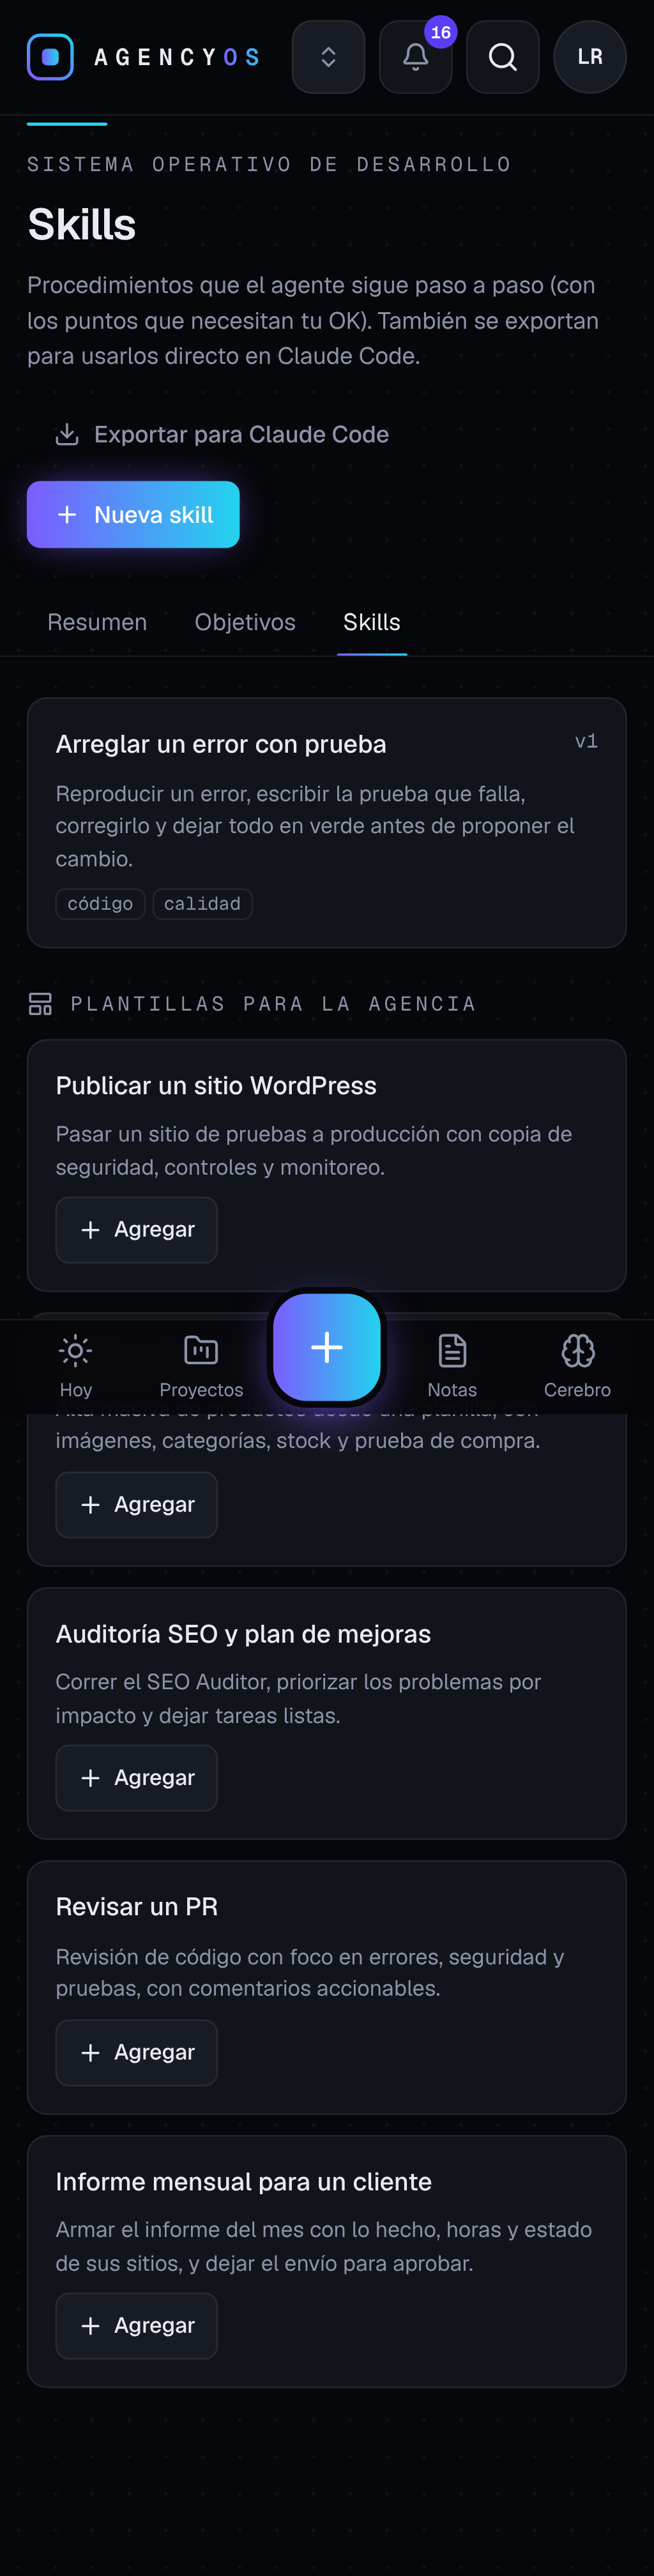 AGENCYOS
16
LR
SISTEMA OPERATIVO DE DESARROLLO
Skills
Procedimientos que el agente sigue paso a paso (con
los puntos que necesitan tu OK). También se exportan
para usarlos directo en Claude Code.
Exportar para Claude Code
+ Nueva skill
Resumen Objetivos Skills
Arreglar un error con prueba v1
Reproducir un error, escribir la prueba que falla,
corregirlo y dejar todo en verde antes de proponer el
cambio.
código calidad
PLANTILLAS PARA LA AGENCIA
Publicar un sitio WordPress
Pasar un sitio de pruebas a producción con copia de
seguridad, controles y monitoreo.
+ Agregar
+
Hoy Proyectos Notas Cerebro
imágenes, categorías, stock y prueba de compra.
+ Agregar
Auditoría SEO y plan de mejoras
Correr el SEO Auditor, priorizar los problemas por
impacto y dejar tareas listas.
+ Agregar
Revisar un PR
Revisión de código con foco en errores, seguridad y
pruebas, con comentarios accionables.
+ Agregar
Informe mensual para un cliente
Armar el informe del mes con lo hecho, horas y estado
de sus sitios, y dejar el envío para aprobar.
+ Agregar